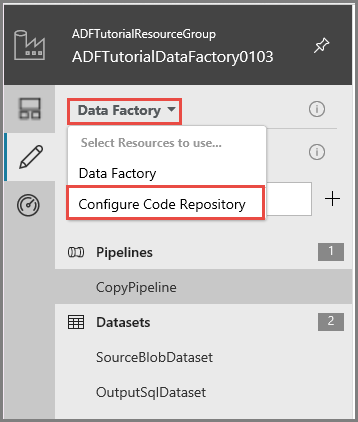 ADFTutorialResourceGroup
ADFTutorialDataFactory0103
Data Factory
Select Resources to use...
Data Factory
Configure Code Repository
Pipelines 1
CopyPipeline
Datasets 2
SourceBlobDataset
OutputSqlDataset